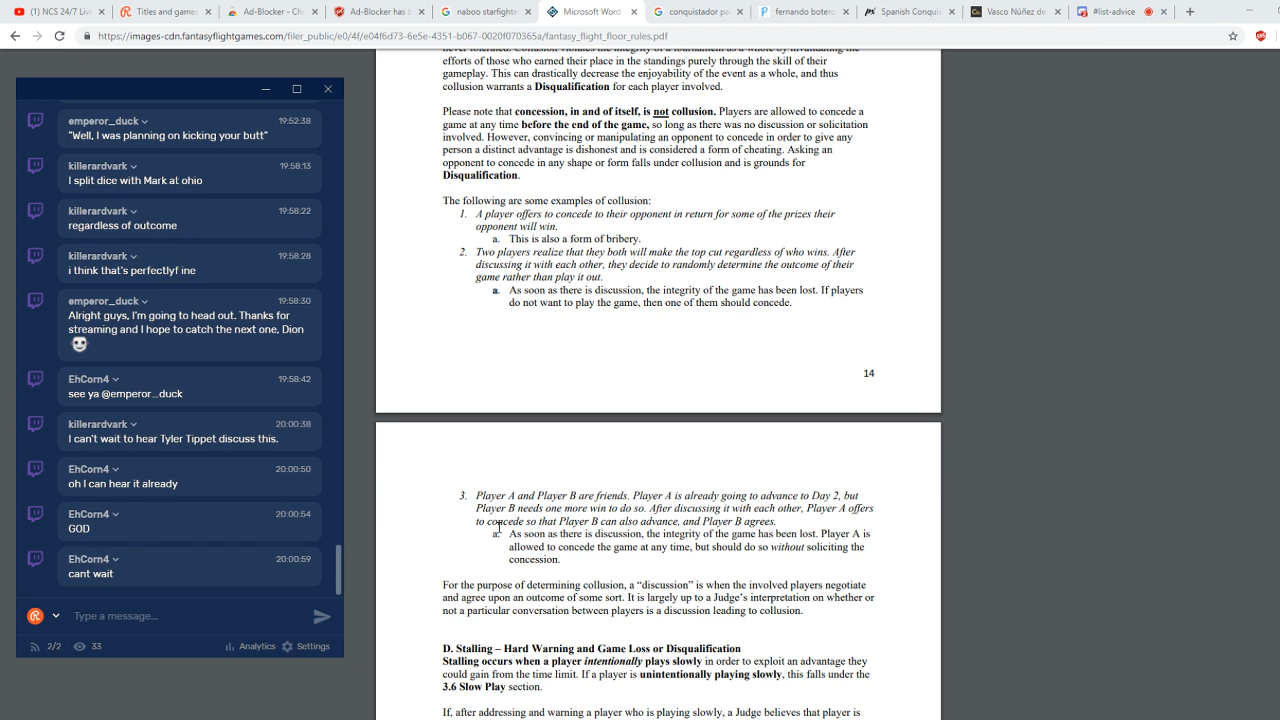 (1) NCS 24/7 Li
Titles and games
Ad-Blocker - Chr
Ad-Blocker has b
naboo starfighte
Microsoft Word
conquistador pa
fernando botero
Spanish Conqui
Vasco Núñez de
#list-advice
https://images-cdn.fantasyflightgames.com/filer_public/e0/4f/e04f6d73-6e5e-4351-b067-0020f070365a/fantasy_flight_floor_rules.pdf
emperor_duck 19:52:38
"Well, I was planning on kicking your butt"
killerardvark 19:58:13
I split dice with Mark at ohio
killerardvark 19:58:22
regardless of outcome
killerardvark 19:58:28
i think that's perfectlyf ine
emperor_duck 19:58:30
Alright guys, I'm going to head out. Thanks for
streaming and I hope to catch the next one, Dion
EhCorn4 19:58:42
see ya @emperor_duck
killerardvark 20:00:38
I can't wait to hear Tyler Tippet discuss this.
EhCorn4 20:00:50
oh I can hear it already
EhCorn4 20:00:54
GOD
EhCorn4 20:00:59
cant wait
Type a message...
2/2 33 Analytics Settings
never tolerated. Collusion violates the integrity of a tournament as a whole by invalidating the
efforts of those who earned their place in the standings purely through the skill of their
gameplay. This can drastically decrease the enjoyability of the event as a whole, and thus
collusion warrants a Disqualification for each player involved.
Please note that concession, in and of itself, is not collusion. Players are allowed to concede a
game at any time before the end of the game, so long as there was no discussion or solicitation
involved. However, convincing or manipulating an opponent to concede in order to give any
person a distinct advantage is dishonest and is considered a form of cheating. Asking an
opponent to concede in any shape or form falls under collusion and is grounds for
Disqualification.
The following are some examples of collusion:
1. A player offers to concede to their opponent in return for some of the prizes their
opponent will win.
a. This is also a form of bribery.
2. Two players realize that they both will make the top cut regardless of who wins. After
discussing it with each other, they decide to randomly determine the outcome of their
game rather than play it out.
a. As soon as there is discussion, the integrity of the game has been lost. If players
do not want to play the game, then one of them should concede.
14
3. Player A and Player B are friends. Player A is already going to advance to Day 2, but
Player B needs one more win to do so. After discussing it with each other, Player A offers
to concede so that Player B can also advance, and Player B agrees.
a. As soon as there is discussion, the integrity of the game has been lost. Player A is
allowed to concede the game at any time, but should do so without soliciting the
concession.
For the purpose of determining collusion, a “discussion” is when the involved players negotiate
and agree upon an outcome of some sort. It is largely up to a Judge’s interpretation on whether or
not a particular conversation between players is a discussion leading to collusion.
D. Stalling – Hard Warning and Game Loss or Disqualification
Stalling occurs when a player intentionally plays slowly in order to exploit an advantage they
could gain from the time limit. If a player is unintentionally playing slowly, this falls under the
3.6 Slow Play section.
If, after addressing and warning a player who is playing slowly, a Judge believes that player is